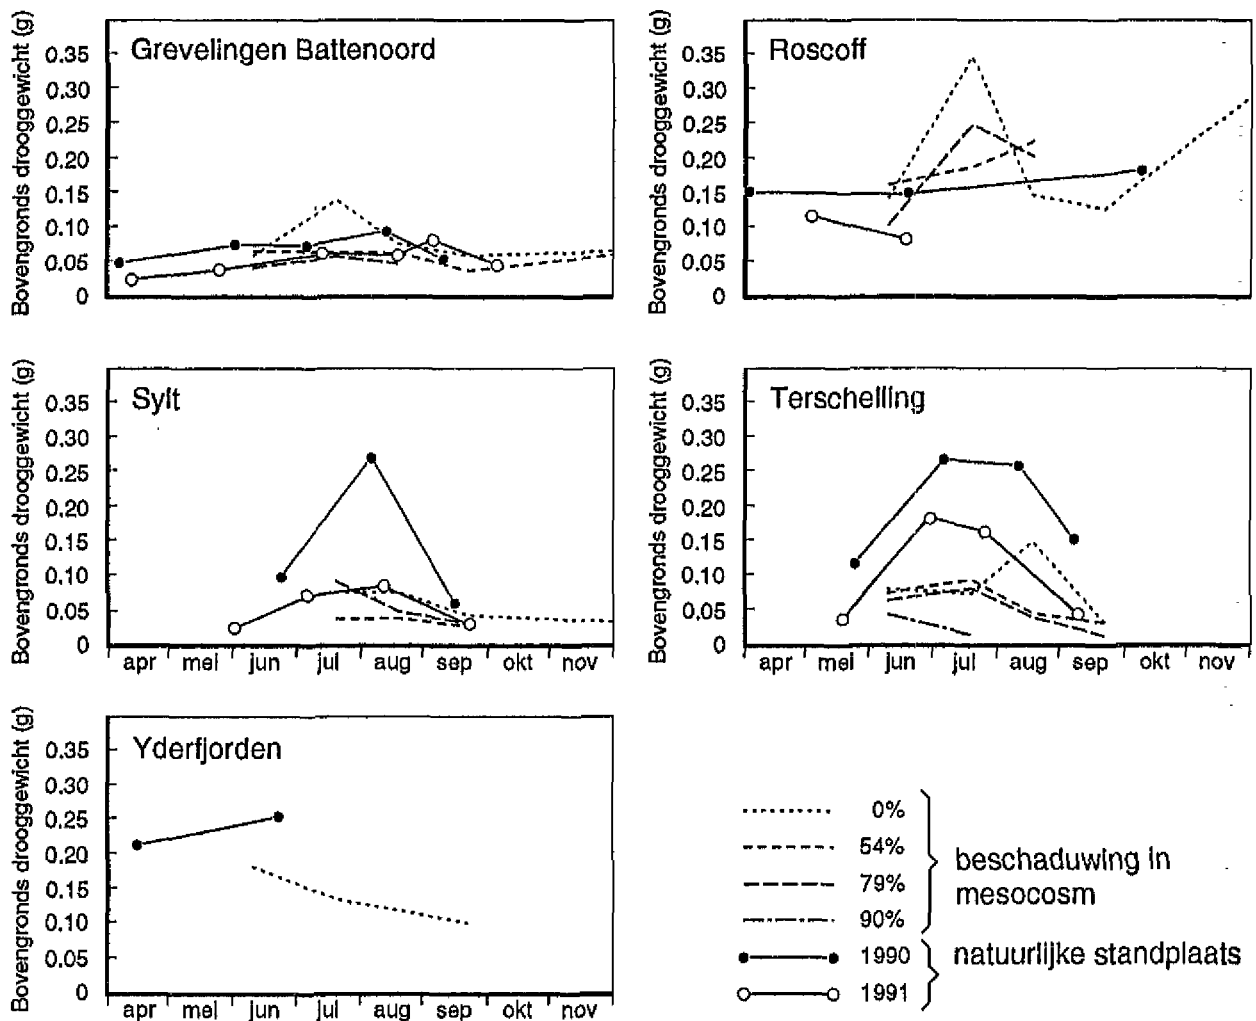 Grevelingen Battenoord
Bovengronds drooggewicht (g)
0.35
0.30
0.25
0.20
0.15
0.10
0.05
0
Roscoff
Bovengronds drooggewicht (g)
0.35
0.30
0.25
0.20
0.15
0.10
0.05
0
Sylt
Bovengronds drooggewicht (g)
0.35
0.30
0.25
0.20
0.15
0.10
0.05
0
apr mei jun jul aug sep okt nov
Terschelling
Bovengronds drooggewicht (g)
0.35
0.30
0.25
0.20
0.15
0.10
0.05
0
apr mei jun jul aug sep okt nov
Yderfjorden
Bovengronds drooggewicht (g)
0.35
0.30
0.25
0.20
0.15
0.10
0.05
0
apr mei jun jul aug sep okt nov
0%
54%
79%
90%
beschaduwing in
mesocosm
1990
1991
natuurlijke standplaats